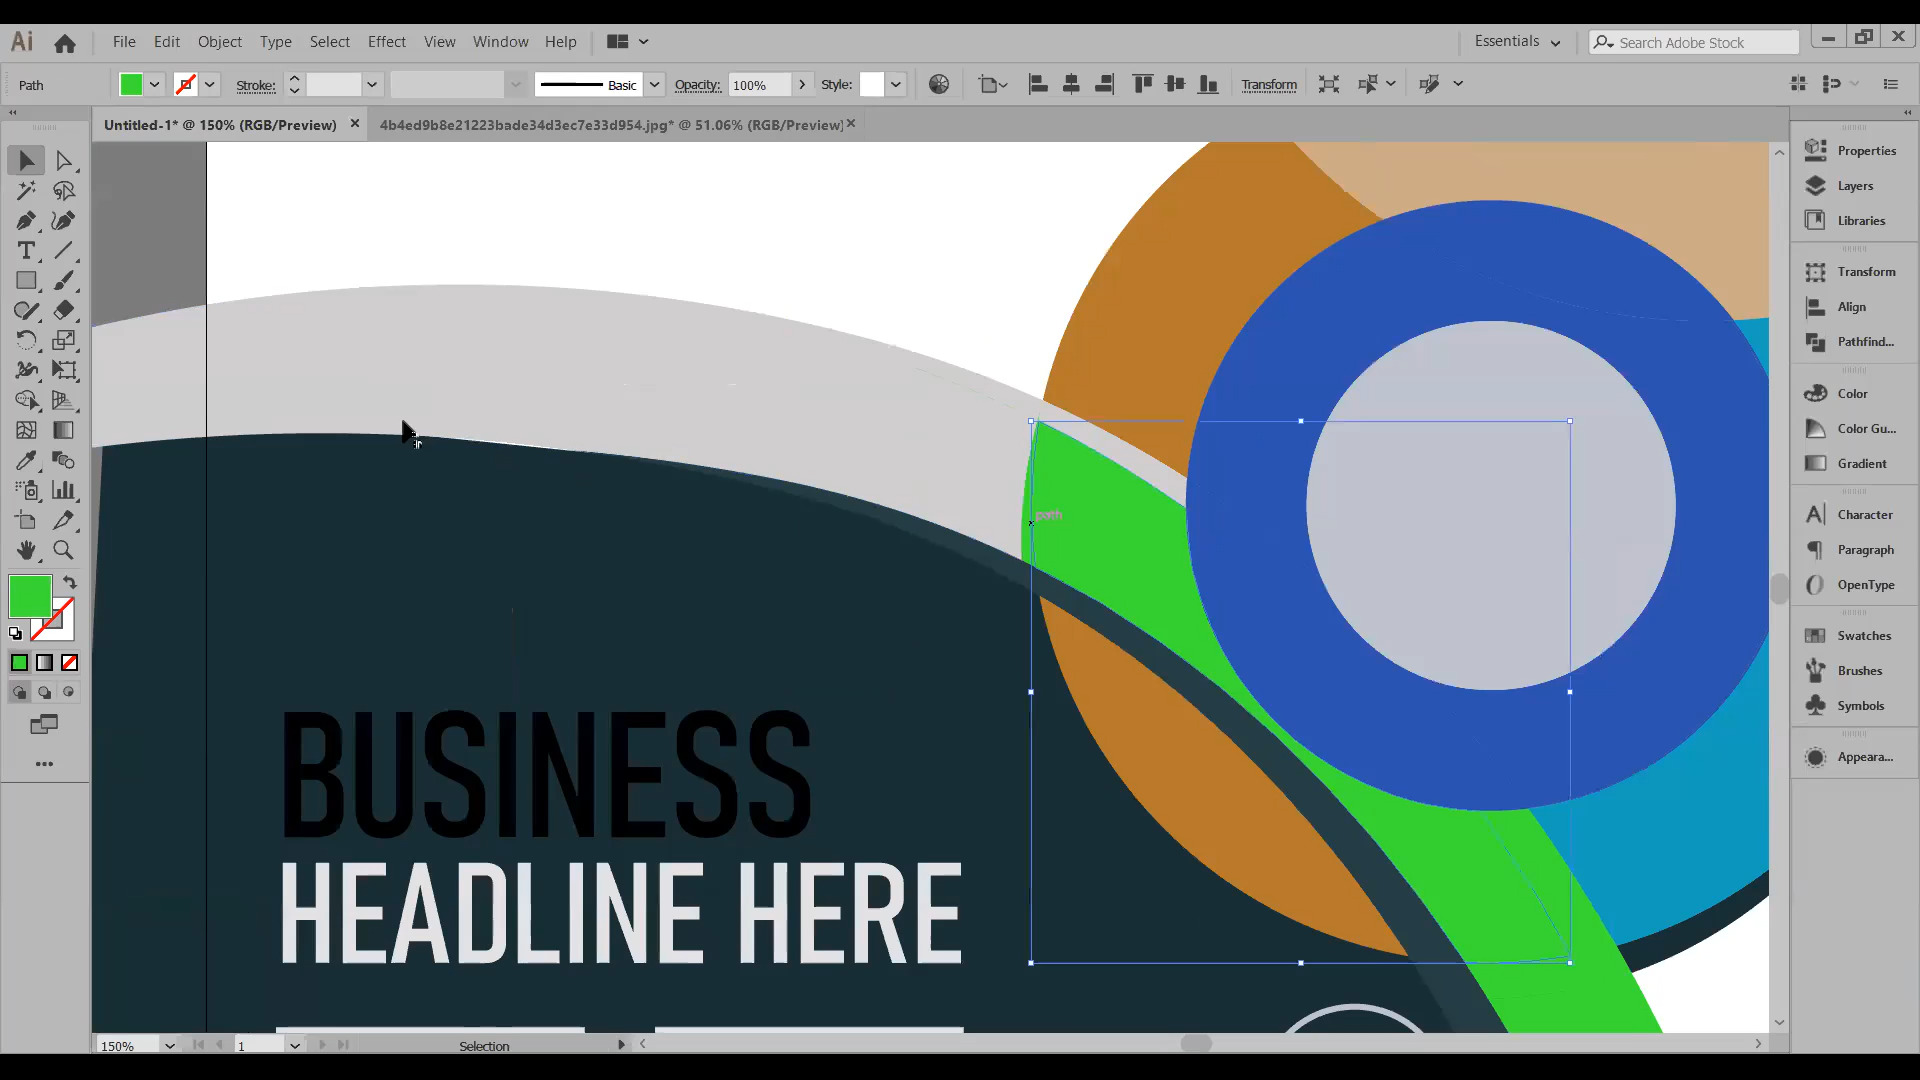 Ai File Edit Object Type Select Effect View Window Help Essentials Search Adobe Stock
Path Stroke: Basic Opacity: 100% Style: Transform
Untitled-1* @ 150% (RGB/Preview) 4b4ed9b8e21223bade34d3ec7e33d954.jpg* @ 51.06% (RGB/Preview)
Properties
Layers
Libraries
Transform
Align
Pathfind...
Color
Color Gu...
Gradient
Character
Paragraph
OpenType
Swatches
Brushes
Symbols
Appeara...
path
BUSINESS
HEADLINE HERE
150% 1 Selection